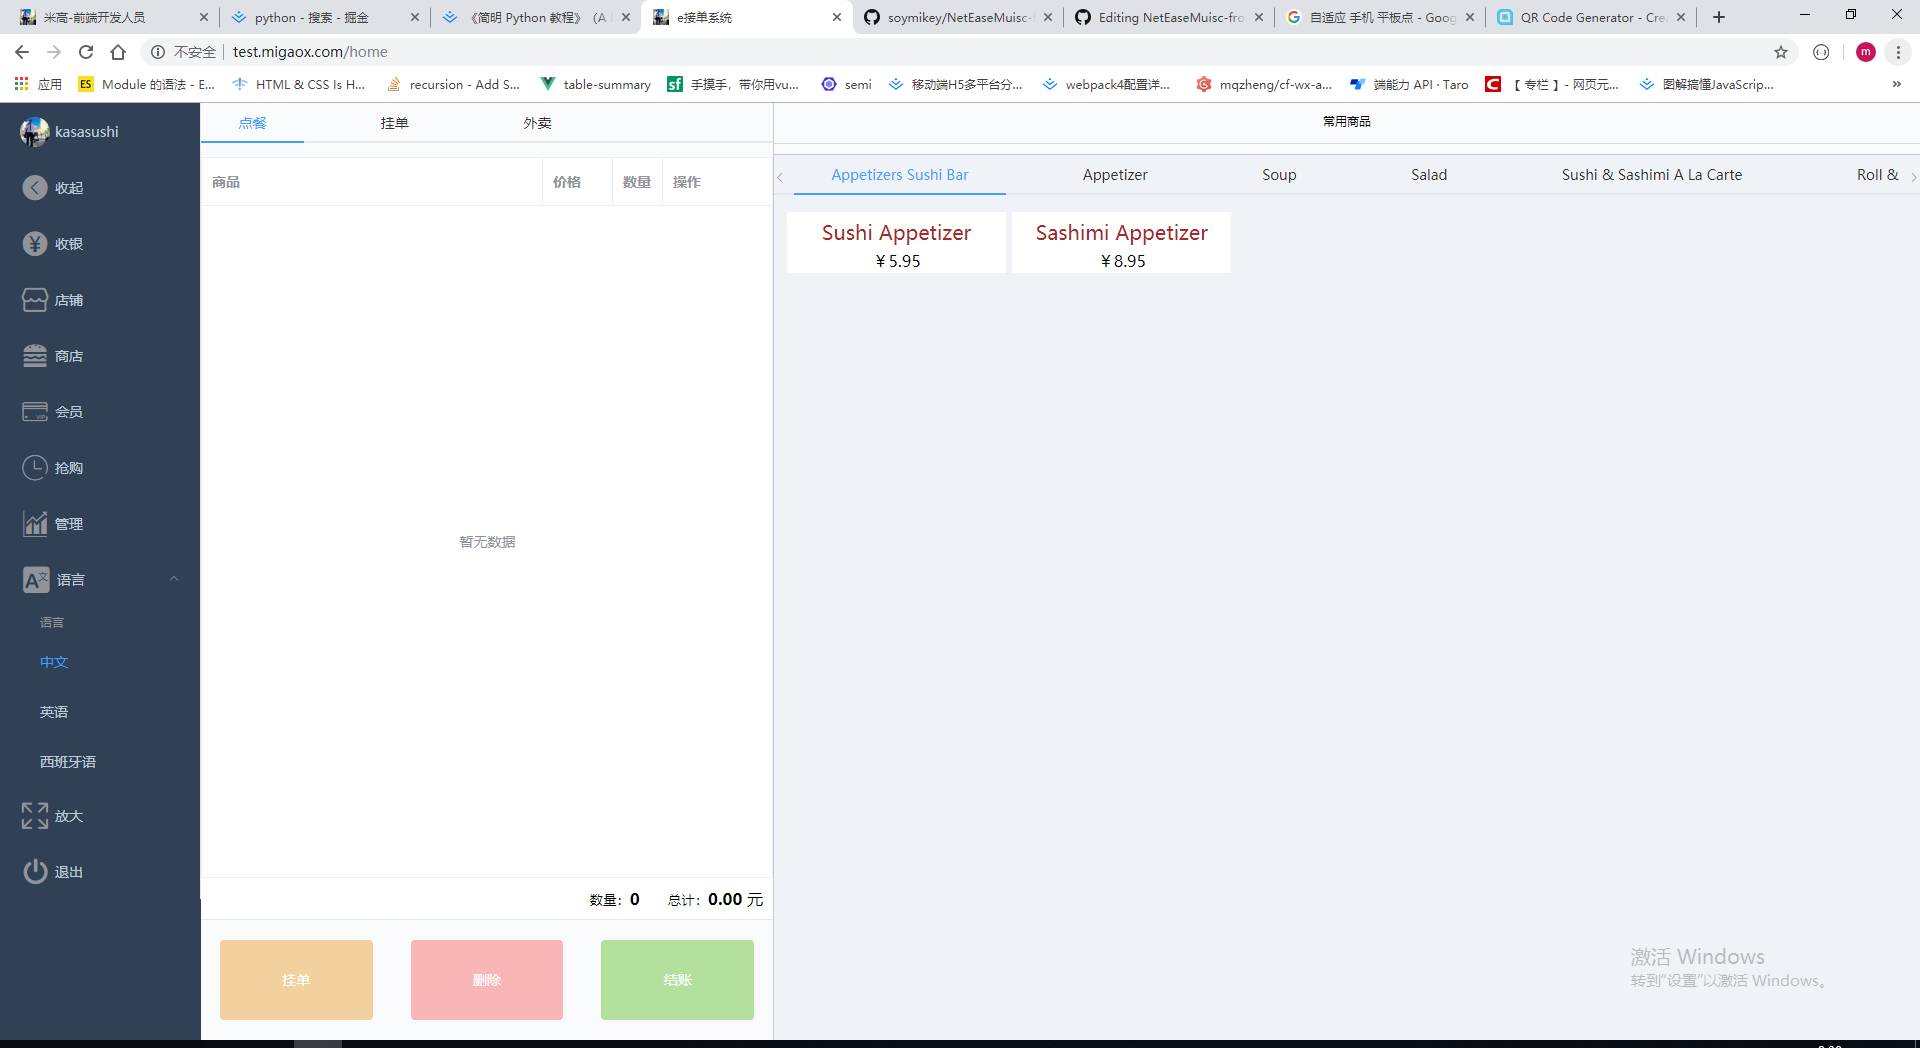 米高-前端开发人员
python - 搜索 - 掘金
《简明 Python 教程》（A
e接单系统
soymikey/NetEaseMuisc-
Editing NetEaseMuisc-fro
自适应 手机 平板点 - Goog
QR Code Generator - Cre
不安全
test.migaox.com/home
m
应用
ES
Module 的语法 - E...
HTML & CSS Is H...
recursion - Add S...
table-summary
sf
手摸手，带你用vu...
semi
移动端H5多平台分...
webpack4配置详...
mqzheng/cf-wx-a...
端能力 API · Taro
【 专栏 】- 网页元...
图解搞懂JavaScrip...
»
kasasushi
收起
收银
店铺
商店
会员
抢购
管理
语言
语言
中文
英语
西班牙语
放大
退出
点餐
挂单
外卖
商品
价格
数量
操作
暂无数据
数量: 0
总计: 0.00 元
挂单
删除
结账
常用商品
Appetizers Sushi Bar
Appetizer
Soup
Salad
Sushi & Sashimi A La Carte
Roll &
Sushi Appetizer
¥ 5.95
Sashimi Appetizer
¥ 8.95
激活 Windows
转到"设置"以激活 Windows。